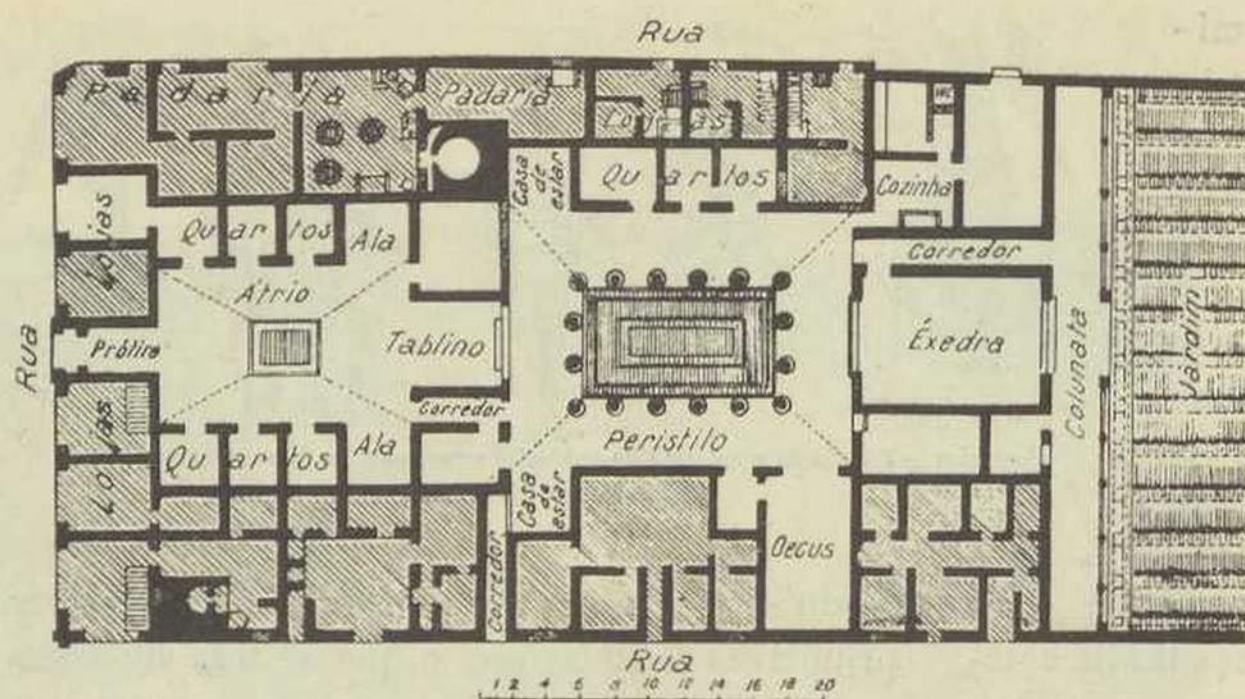 Rua
Padaria
Padaria
Lojas
Casa de estar
Quartos
Cozinha
Lojas
Quartos
Ala
Corredor
Átrio
Rua
Prótiro
Tablino
Éxedra
Colunata
Jardim
Corredor
Lojas
Quartos
Ala
Peristilo
Casa de estar
Corredor
Oecus
Rua
1 2 4 6 8 10 12 14 16 18 20